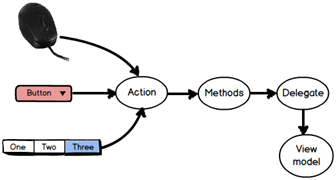 Button
Action
Methods
Delegate
One Two Three
View
model